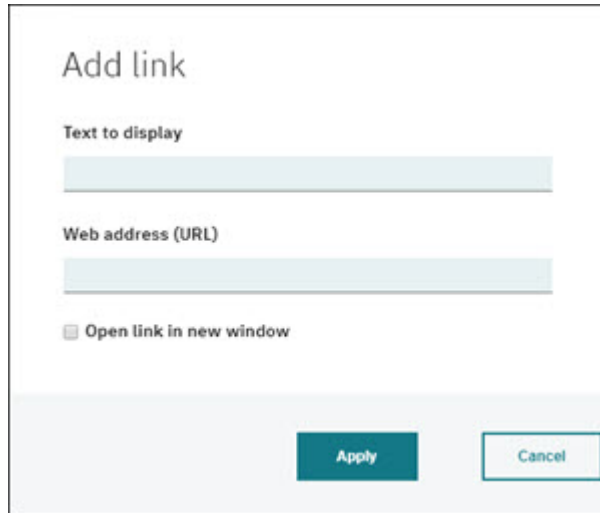 Add link
Text to display
Web address (URL)
Open link in new window
Apply
Cancel